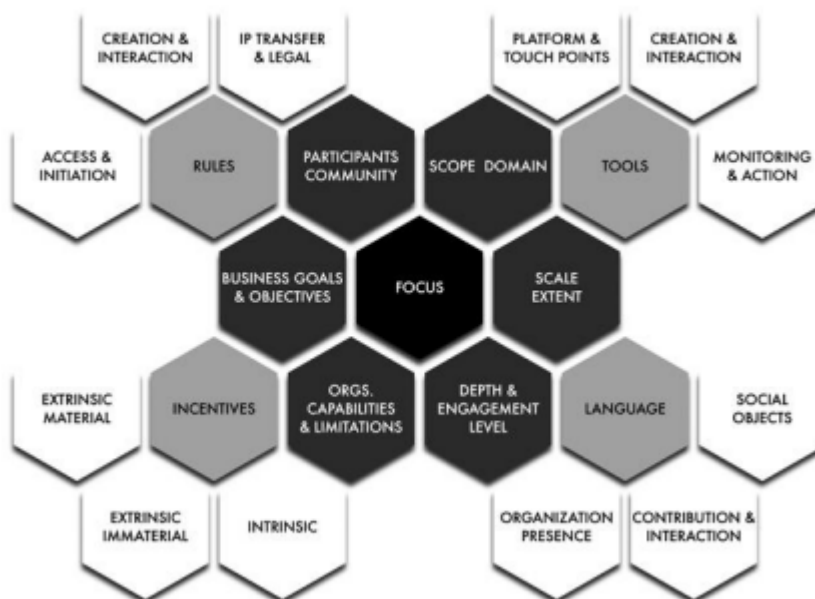 CREATION &
INTERACTION
IP TRANSFER
& LEGAL
PLATFORM &
TOUCH POINTS
CREATION &
INTERACTION
ACCESS &
INITIATION
RULES
PARTICIPANTS
COMMUNITY
SCOPE DOMAIN
TOOLS
MONITORING
& ACTION
BUSINESS GOALS
& OBJECTIVES
FOCUS
SCALE
EXTENT
EXTRINSIC
MATERIAL
INCENTIVES
ORGS.
CAPABILITIES
& LIMITATIONS
DEPTH &
ENGAGEMENT
LEVEL
LANGUAGE
SOCIAL
OBJECTS
EXTRINSIC
IMMATERIAL
INTRINSIC
ORGANIZATION
PRESENCE
CONTRIBUTION &
INTERACTION